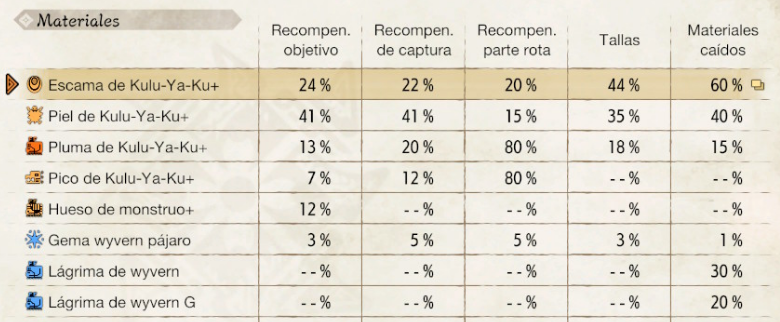 Materiales
Recompen. objetivo Recompen. de captura Recompen. parte rota Tallas Materiales caídos
Escama de Kulu-Ya-Ku+ 24 % 22 % 20 % 44 % 60 %
Piel de Kulu-Ya-Ku+ 41 % 41 % 15 % 35 % 40 %
Pluma de Kulu-Ya-Ku+ 13 % 20 % 80 % 18 % 15 %
Pico de Kulu-Ya-Ku+ 7 % 12 % 80 % --% --%
Hueso de monstruo+ 12 % --% --% --% --%
Gema wyvern pájaro 3 % 5 % 5 % 3 % 1 %
Lágrima de wyvern --% --% --% --% 30 %
Lágrima de wyvern G --% --% --% --% 20 %